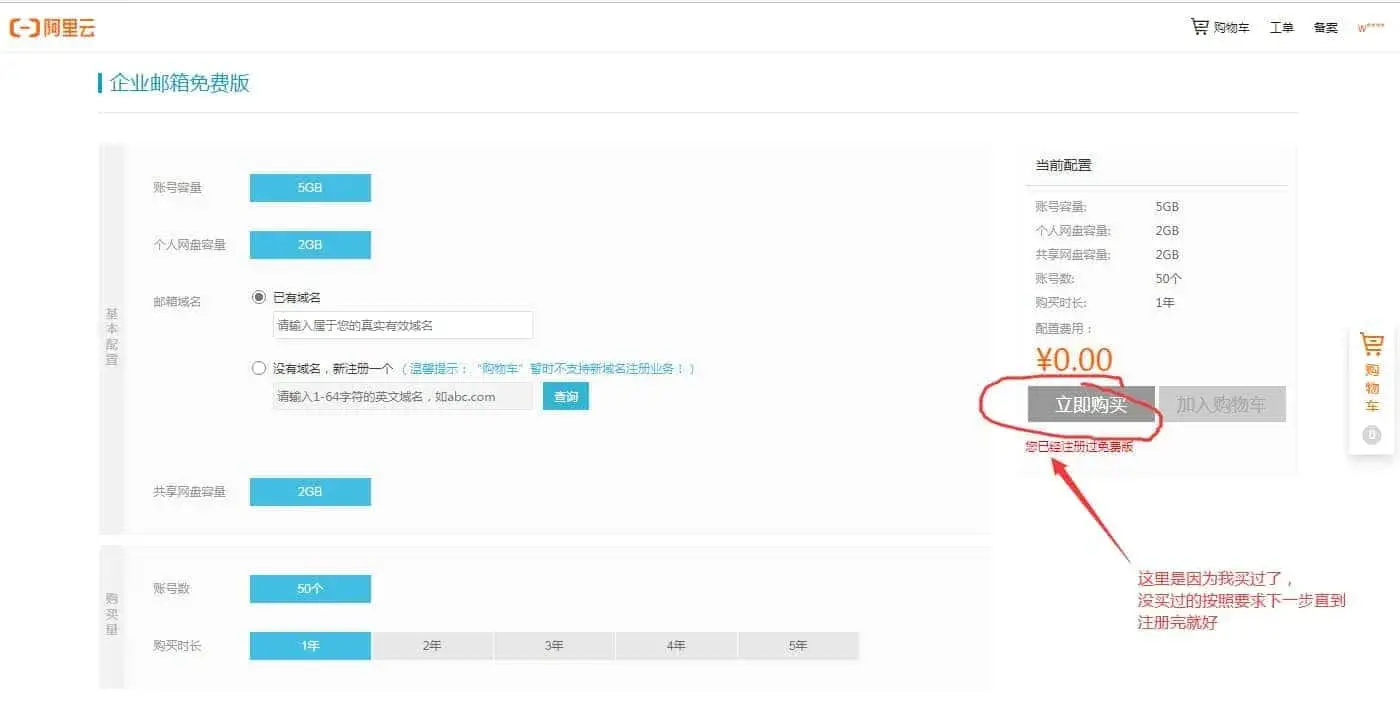 阿里云
购物车 工单 备案 w****
企业邮箱免费版
基本配置
账号容量 5GB
个人网盘容量 2GB
邮箱域名 已有域名
请输入属于您的真实有效域名
没有域名，新注册一个（温馨提示：“购物车”暂时不支持新域名注册业务！）
请输入1-64字符的英文域名，如abc.com 查询
共享网盘容量 2GB
购买量
账号数 50个
购买时长 1年 2年 3年 4年 5年
当前配置
账号容量: 5GB
个人网盘容量: 2GB
共享网盘容量: 2GB
账号数: 50个
购买时长: 1年
配置费用：
¥0.00
立即购买 加入购物车
您已经注册过免费版
这里是因为我买过了，
没买过的按照要求下一步直到
注册完就好
购物车
0